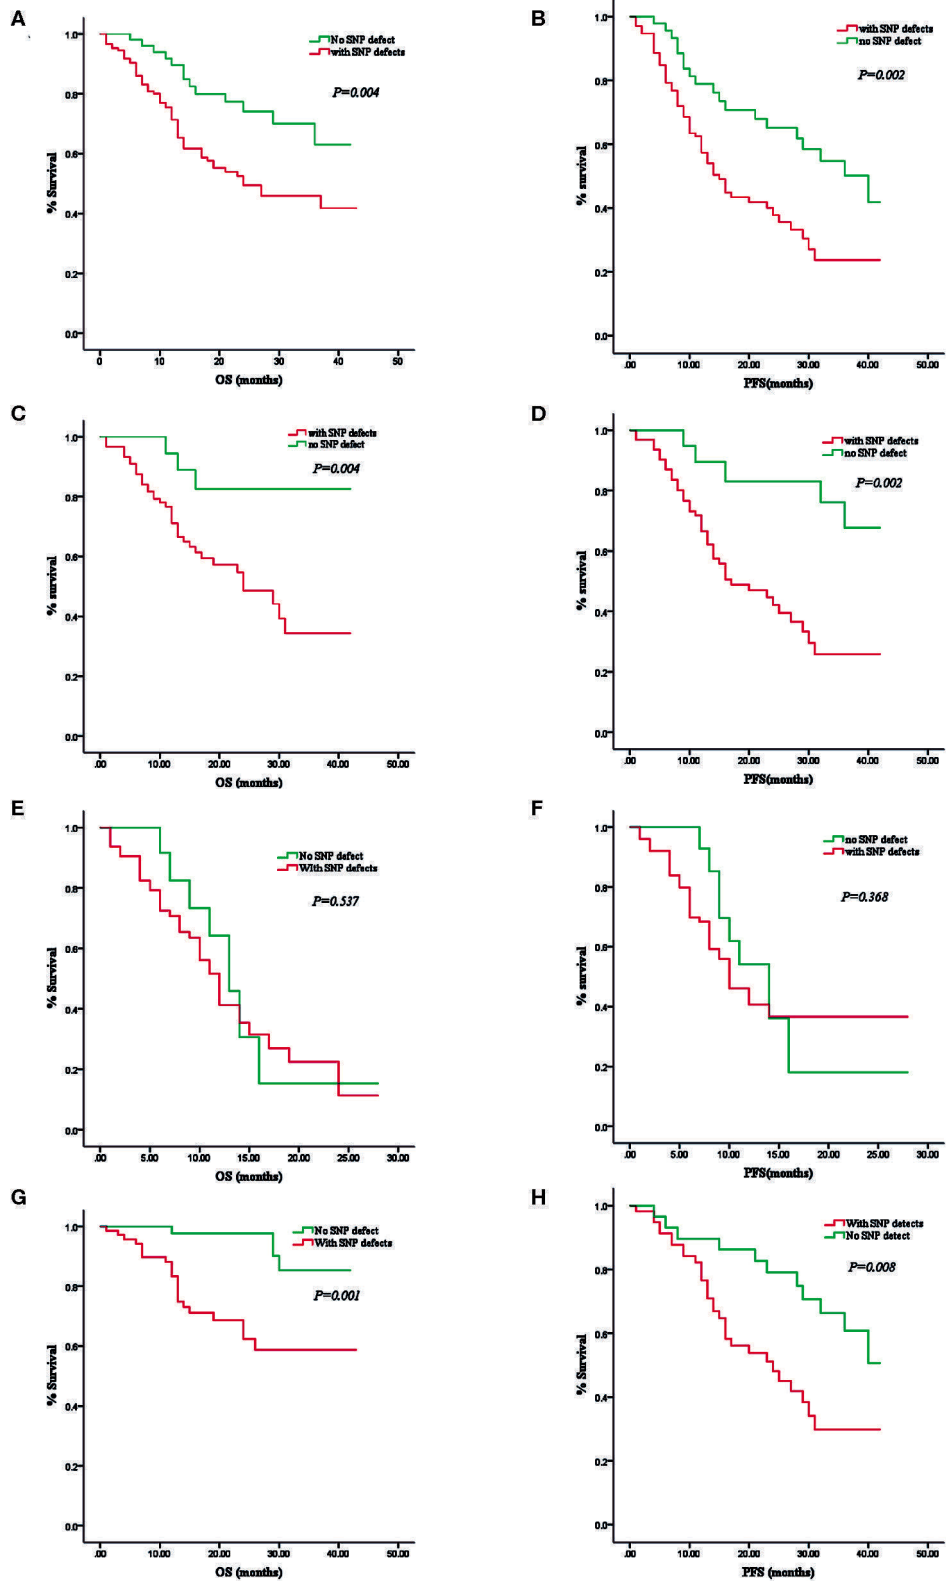 A
No SNP defect
with SNP defects
P=0.004
1.0
0.8
0.6
0.4
0.2
0.0
% Survival
0 10 20 30 40 50
OS (months)
B
with SNP defects
no SNP defect
P=0.002
1.0
0.8
0.6
0.4
0.2
0.0
% survival
.00 10.00 20.00 30.00 40.00 50.00
PFS(months)
C
with SNP defects
no SNP defect
P=0.004
1.0
0.8
0.6
0.4
0.2
0.0
% survival
.00 10.00 20.00 30.00 40.00 50.00
OS (months)
D
with SNP defects
no SNP defect
P=0.002
1.0
0.8
0.6
0.4
0.2
0.0
% survival
.00 10.00 20.00 30.00 40.00 50.00
PFS(months)
E
No SNP defect
With SNP defects
P=0.537
1.0
0.8
0.6
0.4
0.2
0.0
% Survival
.00 5.00 10.00 15.00 20.00 25.00 30.00
OS (months)
F
no SNP defect
with SNP defects
P=0.368
1.0
0.8
0.6
0.4
0.2
0.0
% survival
.00 5.00 10.00 15.00 20.00 25.00 30.00
PFS(months)
G
No SNP defect
With SNP defects
P=0.001
1.0
0.8
0.6
0.4
0.2
0.0
% Survival
.00 10.00 20.00 30.00 40.00 50.00
OS (months)
H
With SNP detects
No SNP detect
P=0.008
1.0
0.8
0.6
0.4
0.2
0.0
% Survival
.00 10.00 20.00 30.00 40.00 50.00
PFS (months)